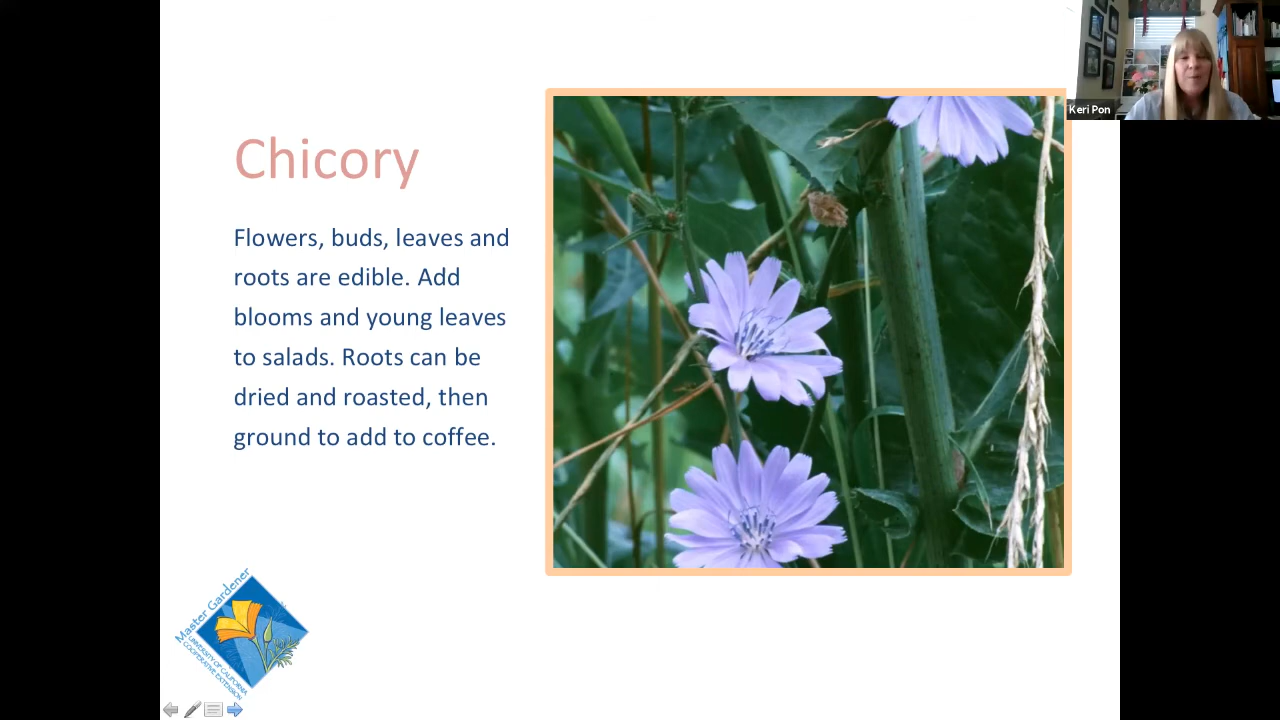 Keri Pon
Chicory
Flowers, buds, leaves and
roots are edible. Add
blooms and young leaves
to salads. Roots can be
dried and roasted, then
ground to add to coffee.
Master Gardener
UNIVERSITY OF CALIFORNIA
COOPERATIVE EXTENSION